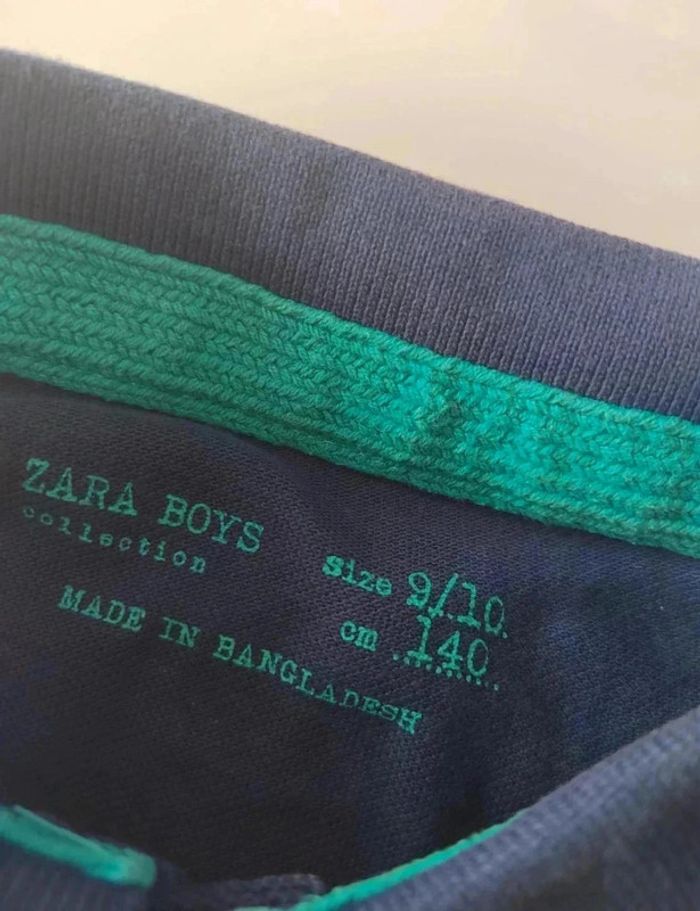 ZARA BOYS
collection
size 9/10
cm 140
MADE IN BANGLADESH